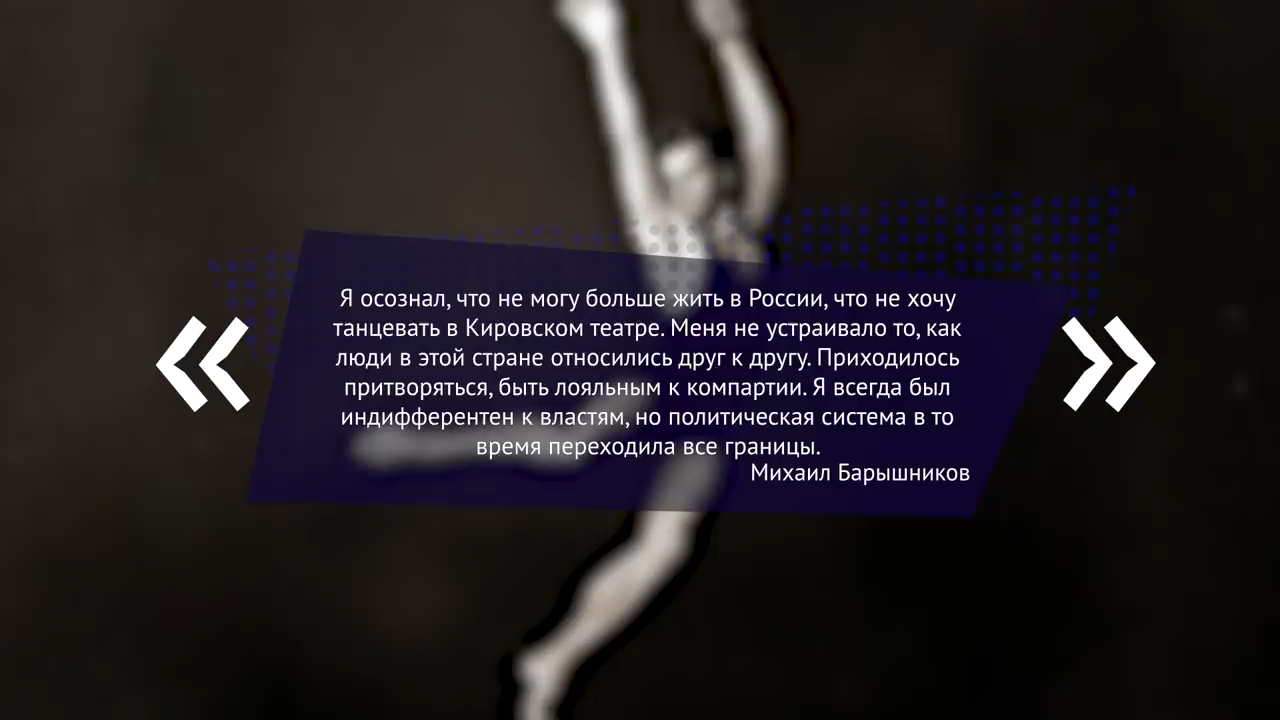 Я осознал, что не могу больше жить в России, что не хочу
танцевать в Кировском театре. Меня не устраивало то, как
люди в этой стране относились друг к другу. Приходилось
притворяться, быть лояльным к компартии. Я всегда был
индифферентен к властям, но политическая система в то
время переходила все границы.
Михаил Барышников